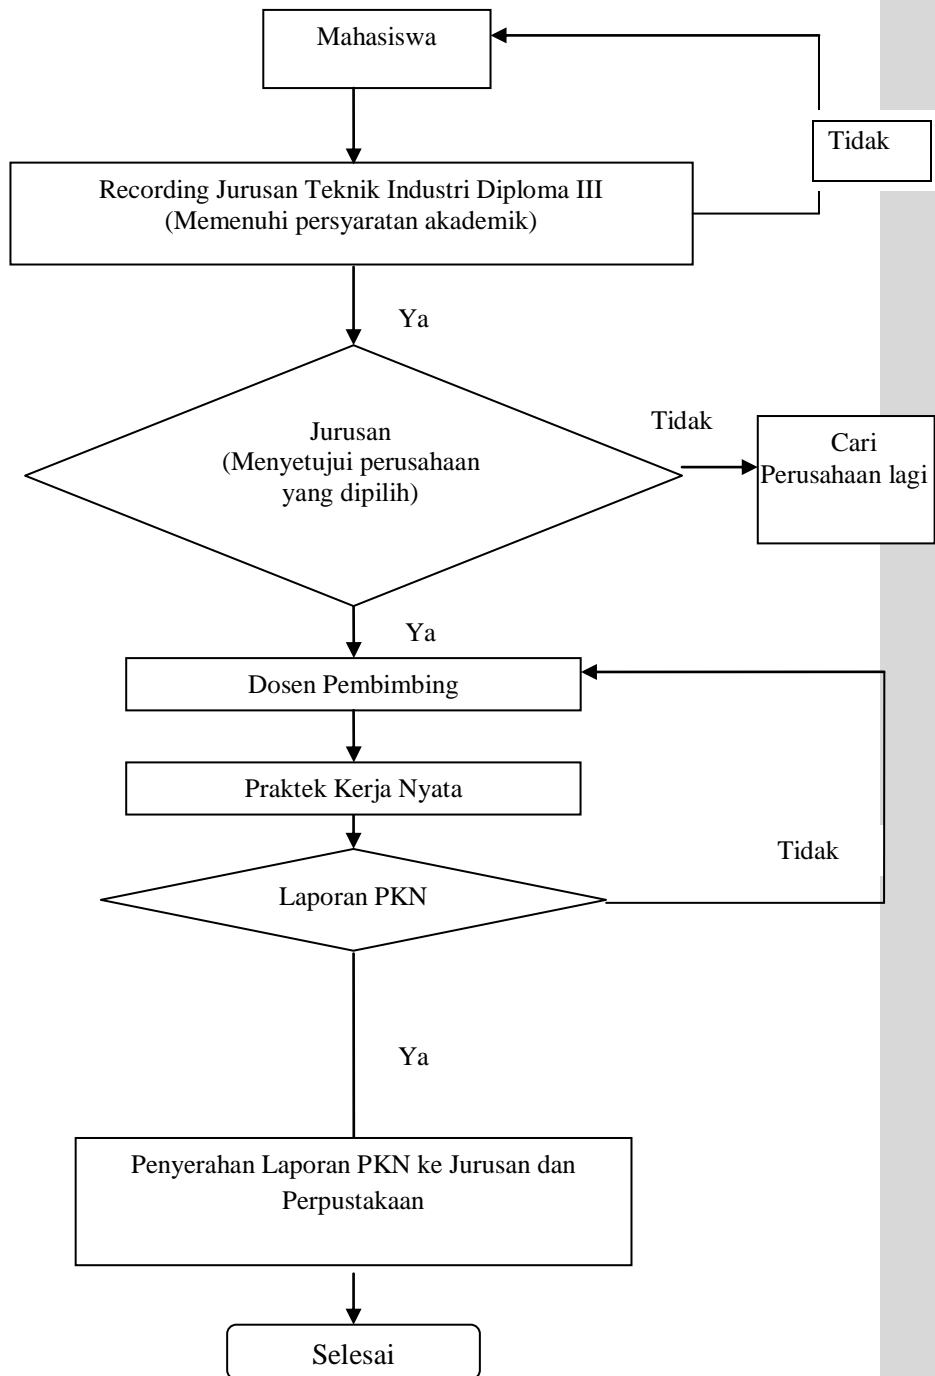 Mahasiswa
Tidak
Recording Jurusan Teknik Industri Diploma III
(Memenuhi persyaratan akademik)
Ya
Jurusan
(Menyetujui perusahaan
yang dipilih)
Tidak
Cari
Perusahaan lagi
Ya
Dosen Pembimbing
Praktek Kerja Nyata
Tidak
Laporan PKN
Ya
Penyerahan Laporan PKN ke Jurusan dan
Perpustakaan
Selesai